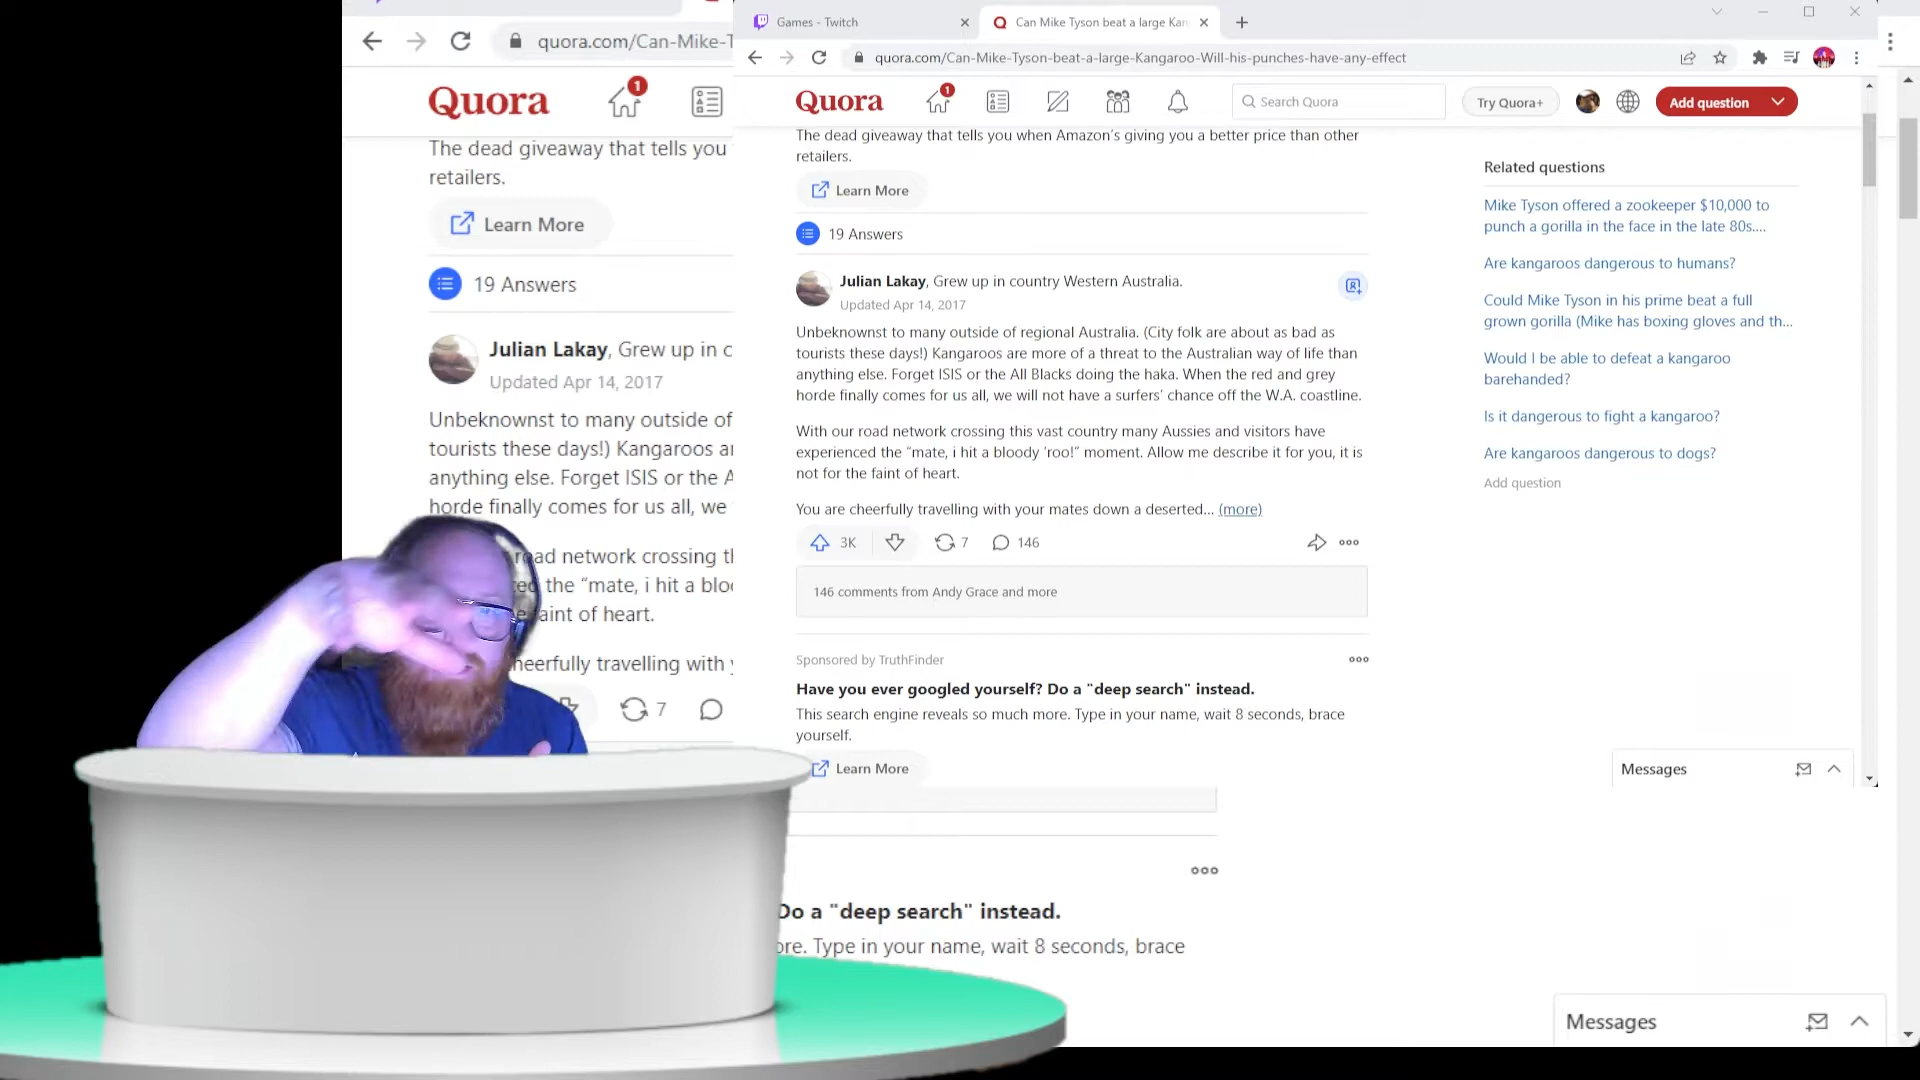 Games - Twitch
Can Mike Tyson beat a large Kan
quora.com/Can-Mike-T
quora.com/Can-Mike-Tyson-beat-a-large-Kangaroo-Will-his-punches-have-any-effect
Quora
1
Quora
1
Search Quora
Try Quora+
Add question
The dead giveaway that tells you
retailers.
Learn More
19 Answers
Julian Lakay, Grew up in c
Updated Apr 14, 2017
Unbeknownst to many outside of
tourists these days!) Kangaroos ar
anything else. Forget ISIS or the A
horde finally comes for us all, we
road network crossing th
the “mate, i hit a bloo
faint of heart.
heerfully travelling with y
7
The dead giveaway that tells you when Amazon’s giving you a better price than other
retailers.
Learn More
19 Answers
Julian Lakay, Grew up in country Western Australia.
Updated Apr 14, 2017
Unbeknownst to many outside of regional Australia. (City folk are about as bad as
tourists these days!) Kangaroos are more of a threat to the Australian way of life than
anything else. Forget ISIS or the All Blacks doing the haka. When the red and grey
horde finally comes for us all, we will not have a surfers’ chance off the W.A. coastline.
With our road network crossing this vast country many Aussies and visitors have
experienced the “mate, i hit a bloody ’roo!” moment. Allow me describe it for you, it is
not for the faint of heart.
You are cheerfully travelling with your mates down a deserted... (more)
3K
7
146
146 comments from Andy Grace and more
Sponsored by TruthFinder
Have you ever googled yourself? Do a "deep search" instead.
This search engine reveals so much more. Type in your name, wait 8 seconds, brace
yourself.
Learn More
Related questions
Mike Tyson offered a zookeeper $10,000 to
punch a gorilla in the face in the late 80s....
Are kangaroos dangerous to humans?
Could Mike Tyson in his prime beat a full
grown gorilla (Mike has boxing gloves and th...
Would I be able to defeat a kangaroo
barehanded?
Is it dangerous to fight a kangaroo?
Are kangaroos dangerous to dogs?
Add question
Messages
Do a "deep search" instead.
ore. Type in your name, wait 8 seconds, brace
Messages